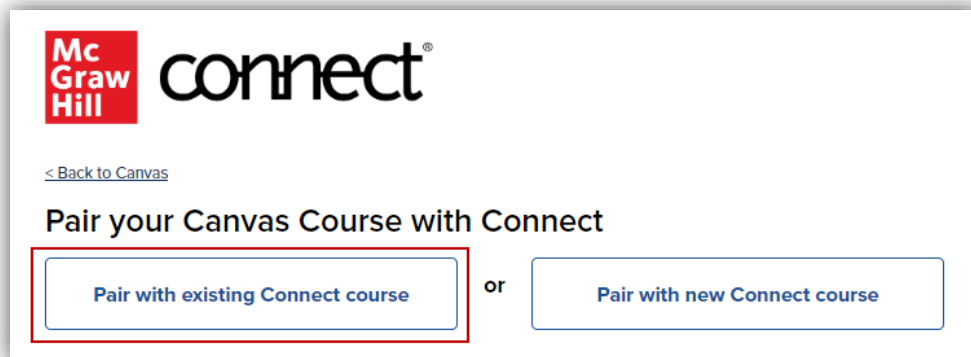 Mc
Graw
Hill
connect®
< Back to Canvas
Pair your Canvas Course with Connect
Pair with existing Connect course
or
Pair with new Connect course